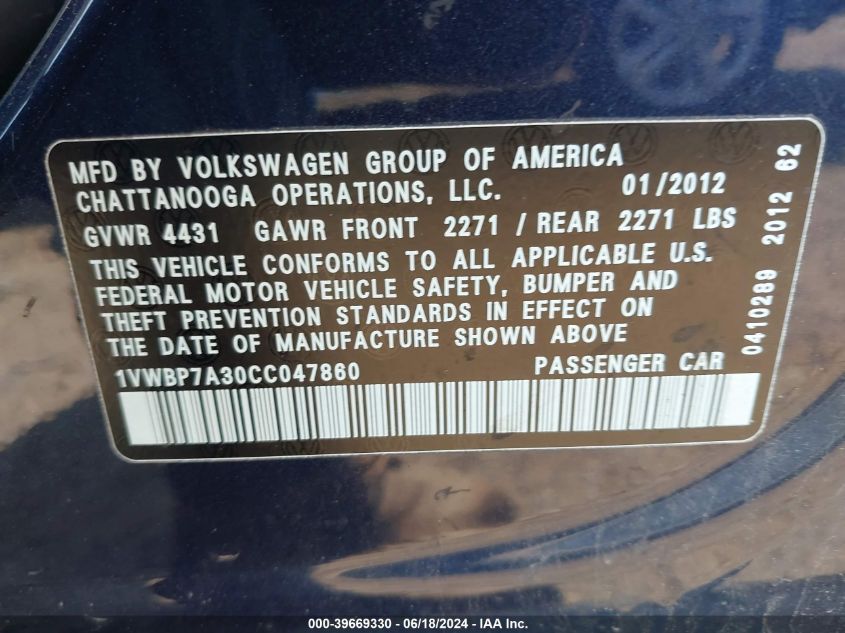 MFD BY VOLKSWAGEN GROUP OF AMERICA
CHATTANOOGA OPERATIONS, LLC. 01/2012
GVWR 4431 GAWR FRONT 2271 / REAR 2271 LBS
THIS VEHICLE CONFORMS TO ALL APPLICABLE U.S.
FEDERAL MOTOR VEHICLE SAFETY, BUMPER AND
THEFT PREVENTION STANDARDS IN EFFECT ON
THE DATE OF MANUFACTURE SHOWN ABOVE
1VWBP7A30CC047860 PASSENGER CAR
0410289 2012 62
000-39669330 - 06/18/2024 - IAA Inc.